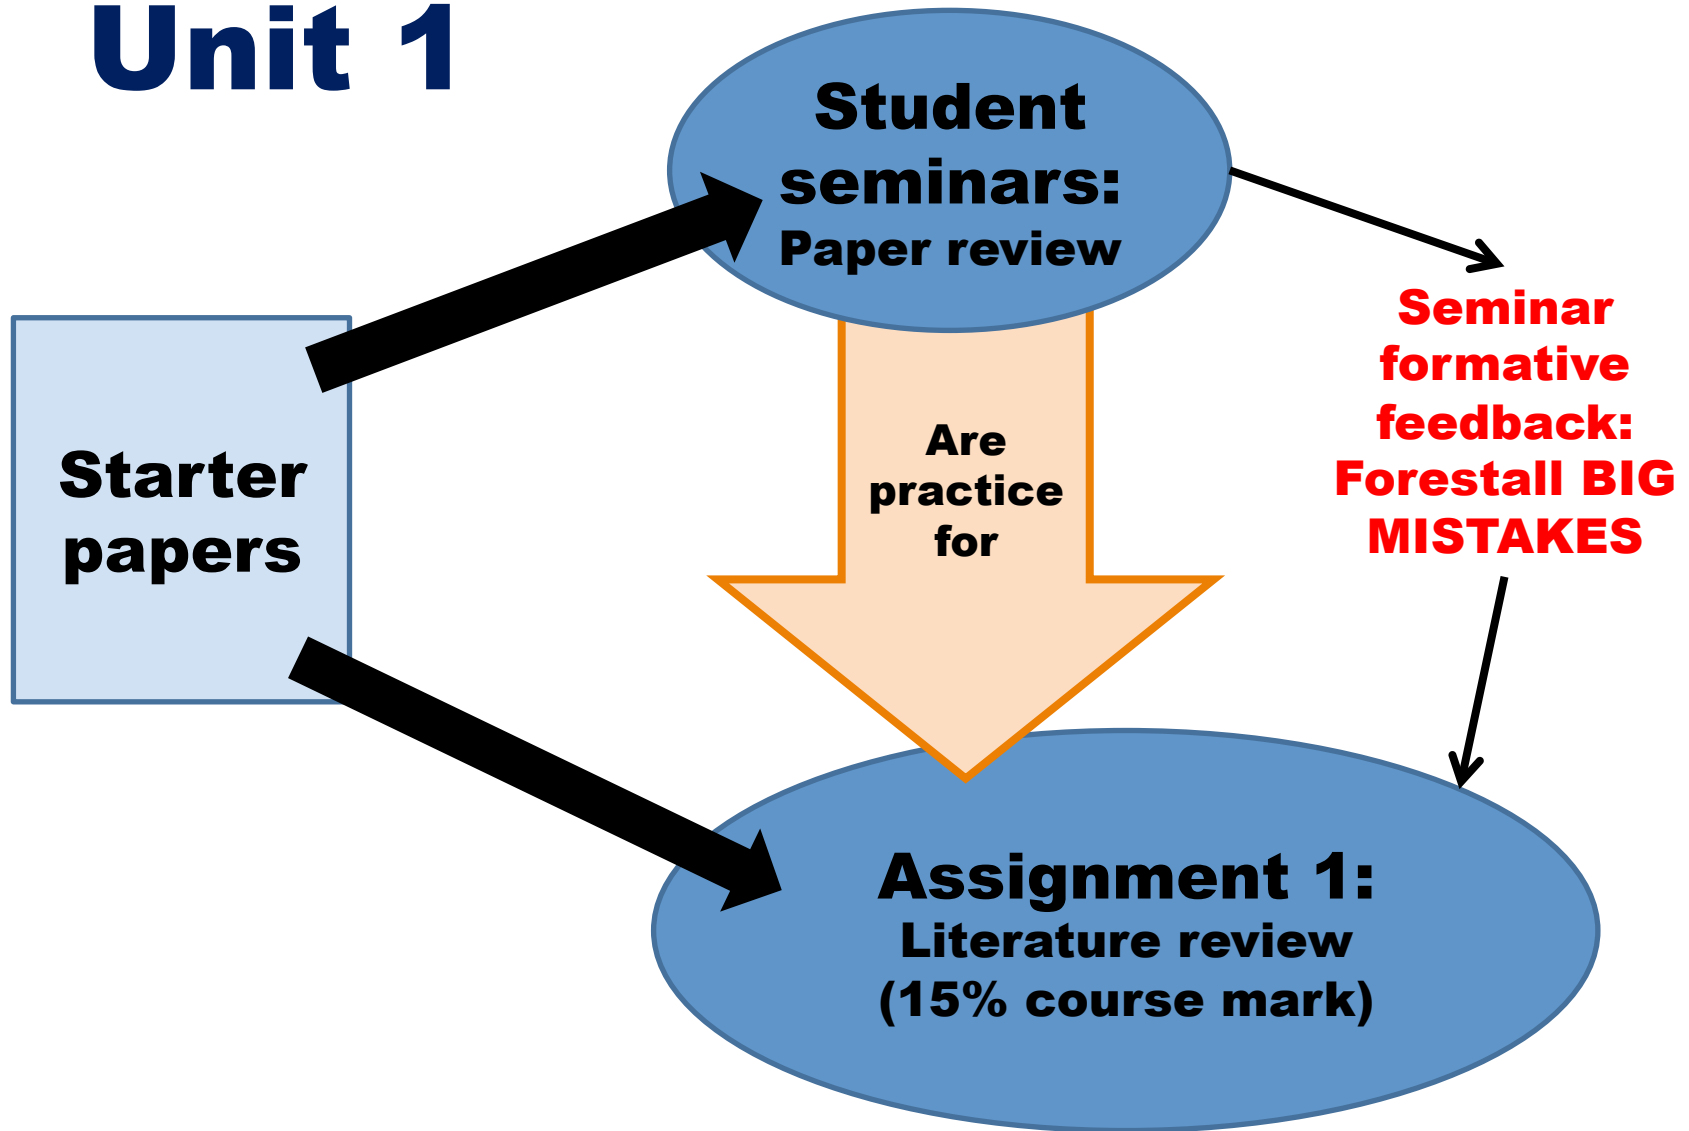 Unit 1
Student
seminars:
Paper review
Starter
papers
Are
practice
for
Seminar
formative
feedback:
Forestall BIG
MISTAKES
Assignment 1:
Literature review
(15% course mark)